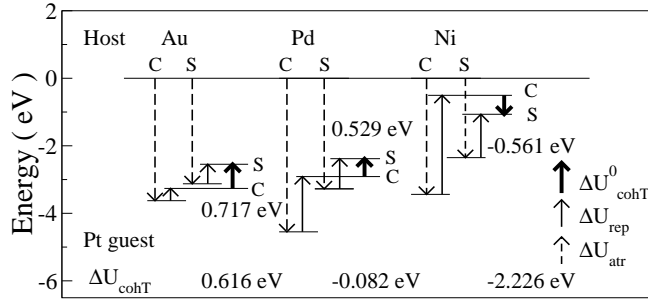 2
Host Au Pd Ni
C S C S C S
0
C
S
0.529 eV
-0.561 eV
-2
S S
C
C
ΔU⁰cohT
0.717 eV
-4
ΔUrep
Pt guest
ΔUatr
ΔUcohT 0.616 eV -0.082 eV -2.226 eV
-6
Energy ( eV )